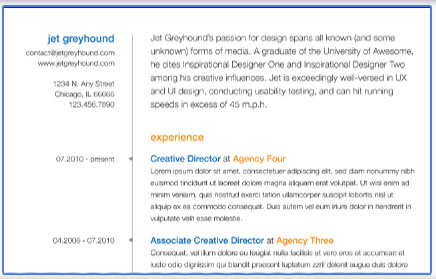 jet greyhound
contact@jetgreyhound.com
www.jetgreyhound.com
1234 N. Any Street
Chicago, IL 66666
123.456.7890
Jet Greyhound's passion for design spans all known (and some
unknown) forms of media. A graduate of the University of Awesome,
he cites Inspirational Designer One and Inspirational Designer Two
among his creative influences. Jet is exceedingly well-versed in UX
and UI design, conducting usability testing, and can hit running
speeds in excess of 45 m.p.h.
experience
07.2010 - present
Creative Director at Agency Four
Lorem ipsum dolor sit amet, consectetuer adipiscing elit, sed diam nonummy nibh
euismod tincidunt ut laoreet dolore magna aliquam erat volutpat. Ut wisi enim ad
minim veniam, quis nostrud exerci tation ullamcorper suscipit lobortis nisl ut
aliquip ex ea commodo consequat. Duis autem vel eum iriure dolor in hendrerit in
vulputate velit esse molestie.
04.2006 - 07.2010
Associate Creative Director at Agency Three
Consequat, vel illum dolore eu feugiat nulla facilisis at vero eros et accumsan et
iusto odio dignissim qui blandit praesent luptatum zzril delenit augue duis dolore